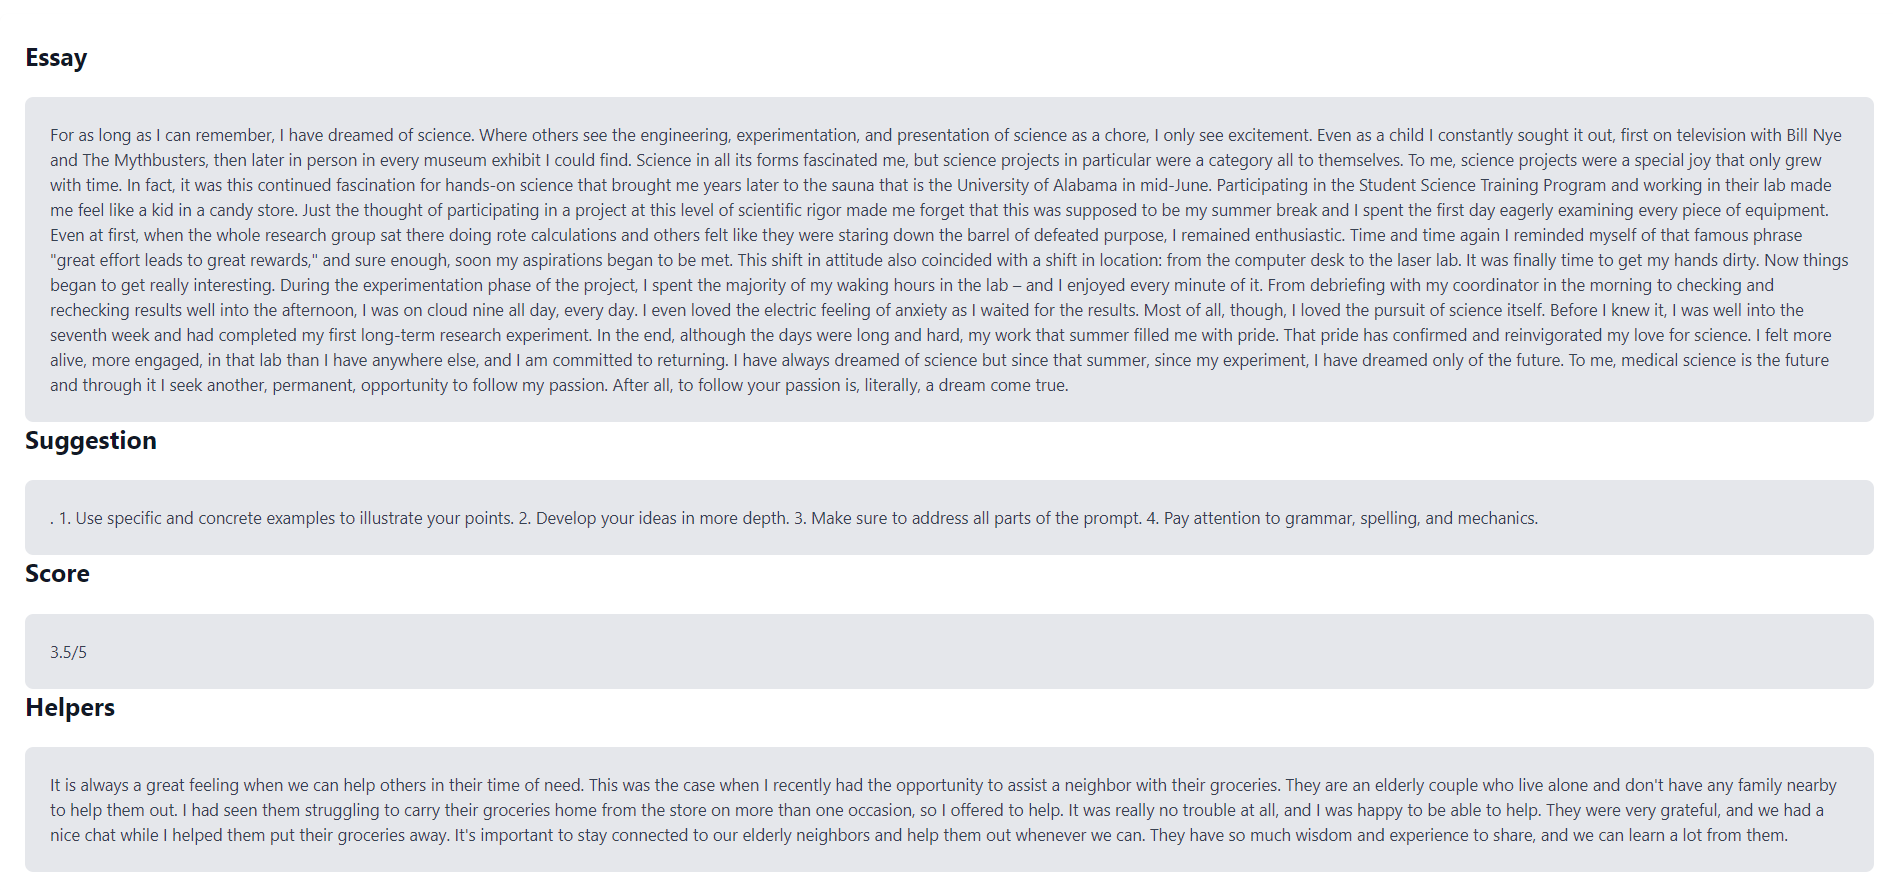 Essay
For as long as I can remember, I have dreamed of science. Where others see the engineering, experimentation, and presentation of science as a chore, I only see excitement. Even as a child I constantly sought it out, first on television with Bill Nye
and The Mythbusters, then later in person in every museum exhibit I could find. Science in all its forms fascinated me, but science projects in particular were a category all to themselves. To me, science projects were a special joy that only grew
with time. In fact, it was this continued fascination for hands-on science that brought me years later to the sauna that is the University of Alabama in mid-June. Participating in the Student Science Training Program and working in their lab made
me feel like a kid in a candy store. Just the thought of participating in a project at this level of scientific rigor made me forget that this was supposed to be my summer break and I spent the first day eagerly examining every piece of equipment.
Even at first, when the whole research group sat there doing rote calculations and others felt like they were staring down the barrel of defeated purpose, I remained enthusiastic. Time and time again I reminded myself of that famous phrase
"great effort leads to great rewards," and sure enough, soon my aspirations began to be met. This shift in attitude also coincided with a shift in location: from the computer desk to the laser lab. It was finally time to get my hands dirty. Now things
began to get really interesting. During the experimentation phase of the project, I spent the majority of my waking hours in the lab – and I enjoyed every minute of it. From debriefing with my coordinator in the morning to checking and
rechecking results well into the afternoon, I was on cloud nine all day, every day. I even loved the electric feeling of anxiety as I waited for the results. Most of all, though, I loved the pursuit of science itself. Before I knew it, I was well into the
seventh week and had completed my first long-term research experiment. In the end, although the days were long and hard, my work that summer filled me with pride. That pride has confirmed and reinvigorated my love for science. I felt more
alive, more engaged, in that lab than I have anywhere else, and I am committed to returning. I have always dreamed of science but since that summer, since my experiment, I have dreamed only of the future. To me, medical science is the future
and through it I seek another, permanent, opportunity to follow my passion. After all, to follow your passion is, literally, a dream come true.
Suggestion
. 1. Use specific and concrete examples to illustrate your points. 2. Develop your ideas in more depth. 3. Make sure to address all parts of the prompt. 4. Pay attention to grammar, spelling, and mechanics.
Score
3.5/5
Helpers
It is always a great feeling when we can help others in their time of need. This was the case when I recently had the opportunity to assist a neighbor with their groceries. They are an elderly couple who live alone and don't have any family nearby
to help them out. I had seen them struggling to carry their groceries home from the store on more than one occasion, so I offered to help. It was really no trouble at all, and I was happy to be able to help. They were very grateful, and we had a
nice chat while I helped them put their groceries away. It's important to stay connected to our elderly neighbors and help them out whenever we can. They have so much wisdom and experience to share, and we can learn a lot from them.